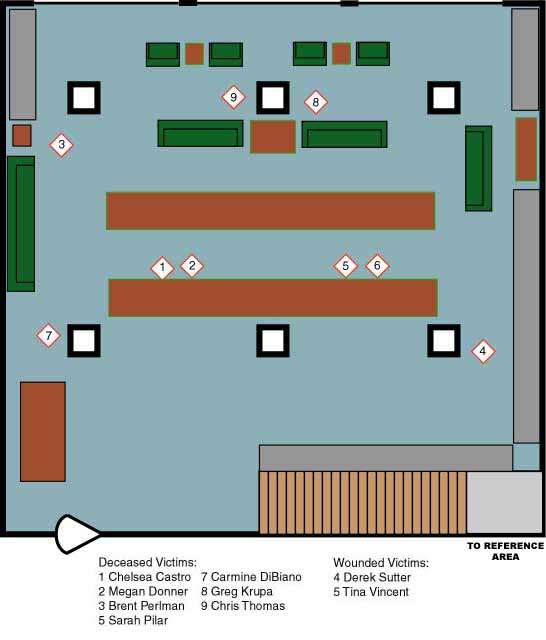 9
8
3
1
2
5
6
7
4
TO REFERENCE
AREA
Deceased Victims:
1 Chelsea Castro
2 Megan Donner
3 Brent Perlman
5 Sarah Pilar
7 Carmine DiBiano
8 Greg Krupa
9 Chris Thomas
Wounded Victims:
4 Derek Sutter
5 Tina Vincent